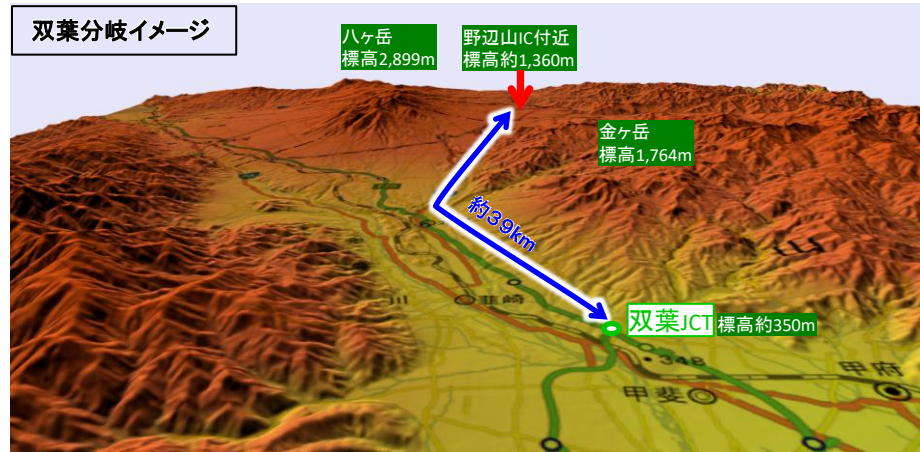 双葉分岐イメージ
八ヶ岳
標高2,899m
野辺山IC付近
標高約1,360m
金ヶ岳
標高1,764m
約39km
川
韮崎
双葉JCT
標高約350m
・348
甲府
甲斐